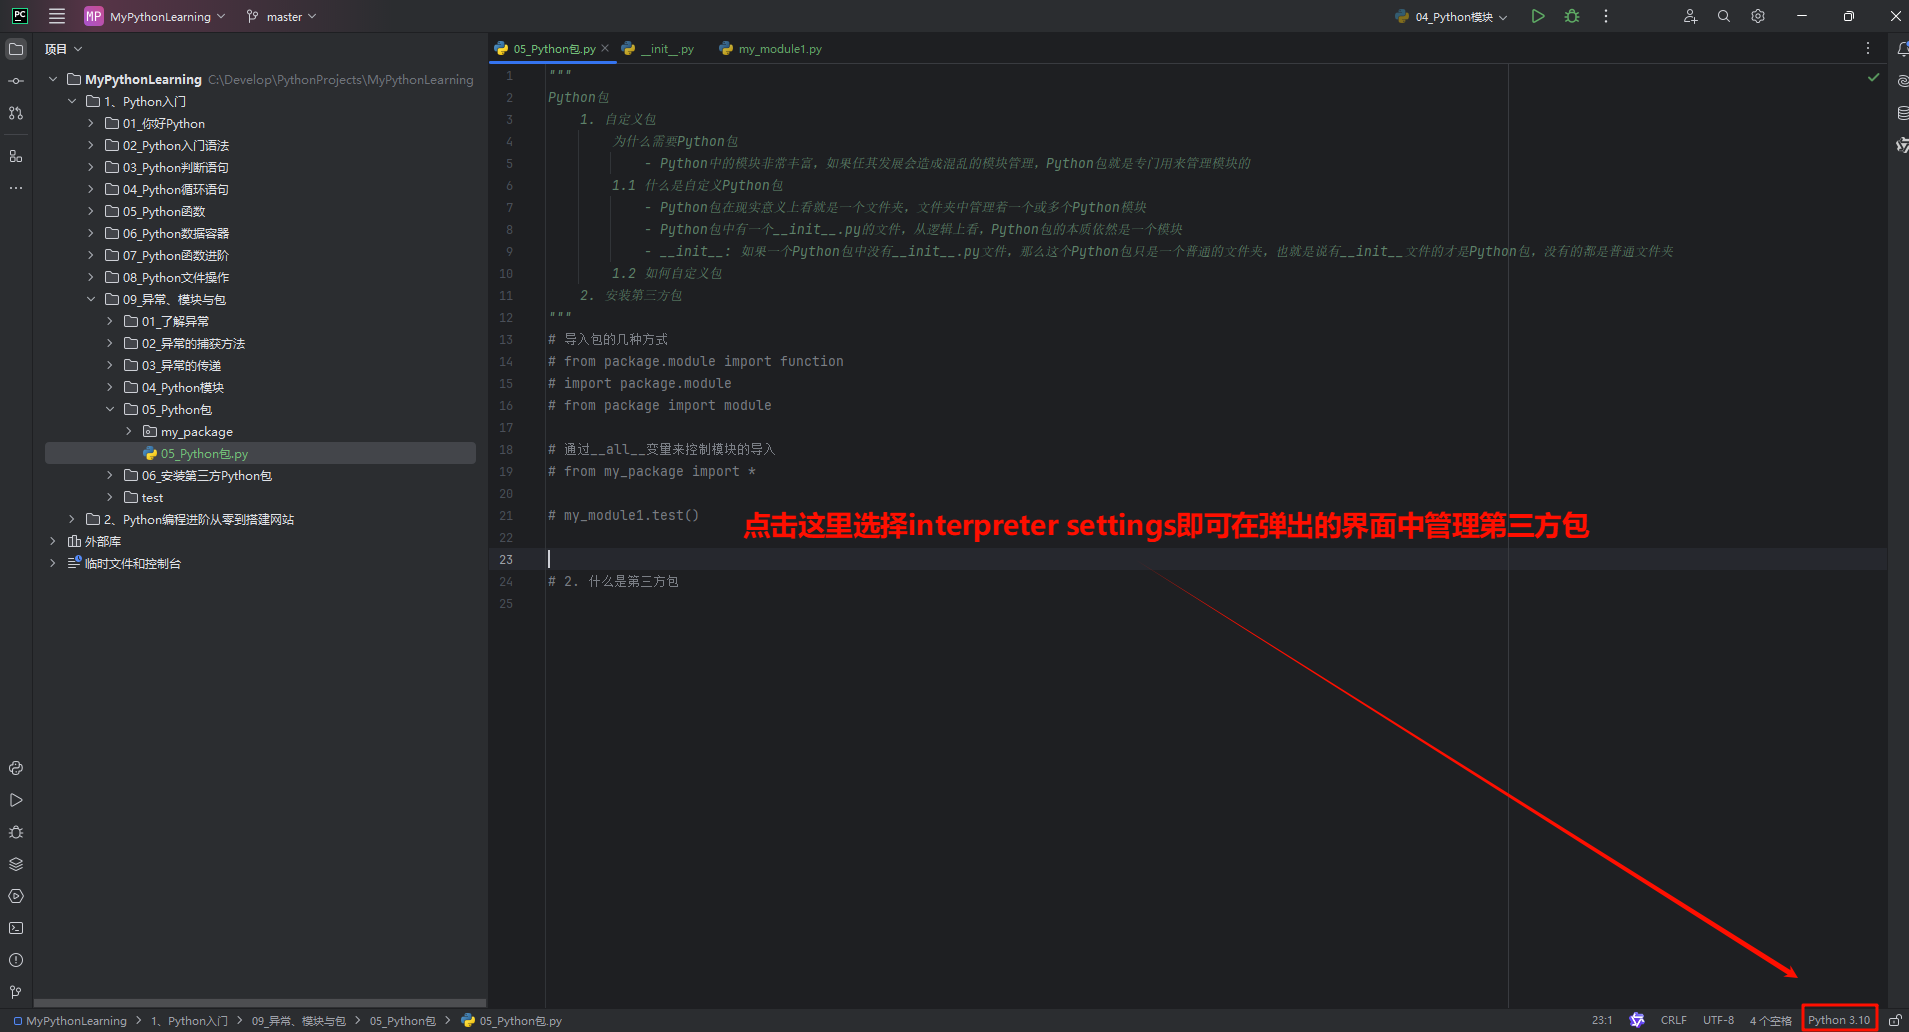 PC
MP MyPythonLearning
master
04_Python模块
项目
MyPythonLearning C:\Develop\PythonProjects\MyPythonLearning
1、Python入门
01_你好Python
02_Python入门语法
03_Python判断语句
04_Python循环语句
05_Python函数
06_Python数据容器
07_Python函数进阶
08_Python文件操作
09_异常、模块与包
01_了解异常
02_异常的捕获方法
03_异常的传递
04_Python模块
05_Python包
my_package
05_Python包.py
06_安装第三方Python包
test
2、Python编程进阶从零到搭建网站
外部库
临时文件和控制台
05_Python包.py
__init__.py
my_module1.py
1 """
2 Python包
3 1. 自定义包
4 为什么需要Python包
5 - Python中的模块非常丰富，如果任其发展会造成混乱的模块管理，Python包就是专门用来管理模块的
6 1.1 什么是自定义Python包
7 - Python包在现实意义上看就是一个文件夹，文件夹中管理着一个或多个Python模块
8 - Python包中有一个__init__.py的文件，从逻辑上看，Python包的本质依然是一个模块
9 - __init__: 如果一个Python包中没有__init__.py文件，那么这个Python包只是一个普通的文件夹，也就是说有__init__文件的才是Python包，没有的都是普通文件夹
10 1.2 如何自定义包
11 2. 安装第三方包
12 """
13 # 导入包的几种方式
14 # from package.module import function
15 # import package.module
16 # from package import module
17
18 # 通过__all__变量来控制模块的导入
19 # from my_package import *
20
21 # my_module1.test()
点击这里选择interpreter settings即可在弹出的界面中管理第三方包
22
23
24 # 2. 什么是第三方包
25
MyPythonLearning > 1、Python入门 > 09_异常、模块与包 > 05_Python包 > 05_Python包.py
23:1 CRLF UTF-8 4 个空格 Python 3.10